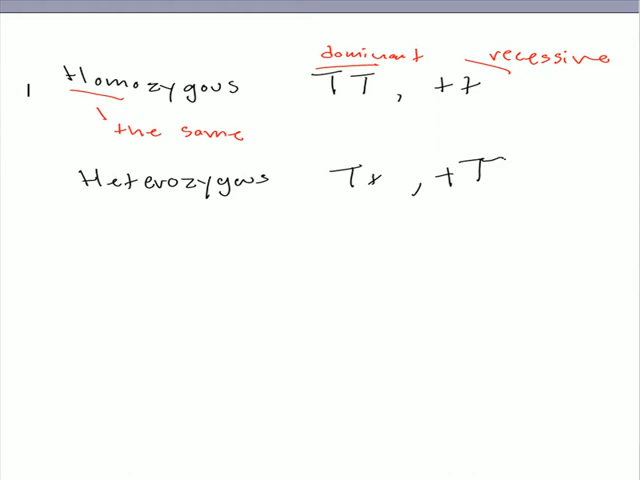 dominant recessive
1 Homozygous TT, tt
the same
Heterozygous Tt, tT